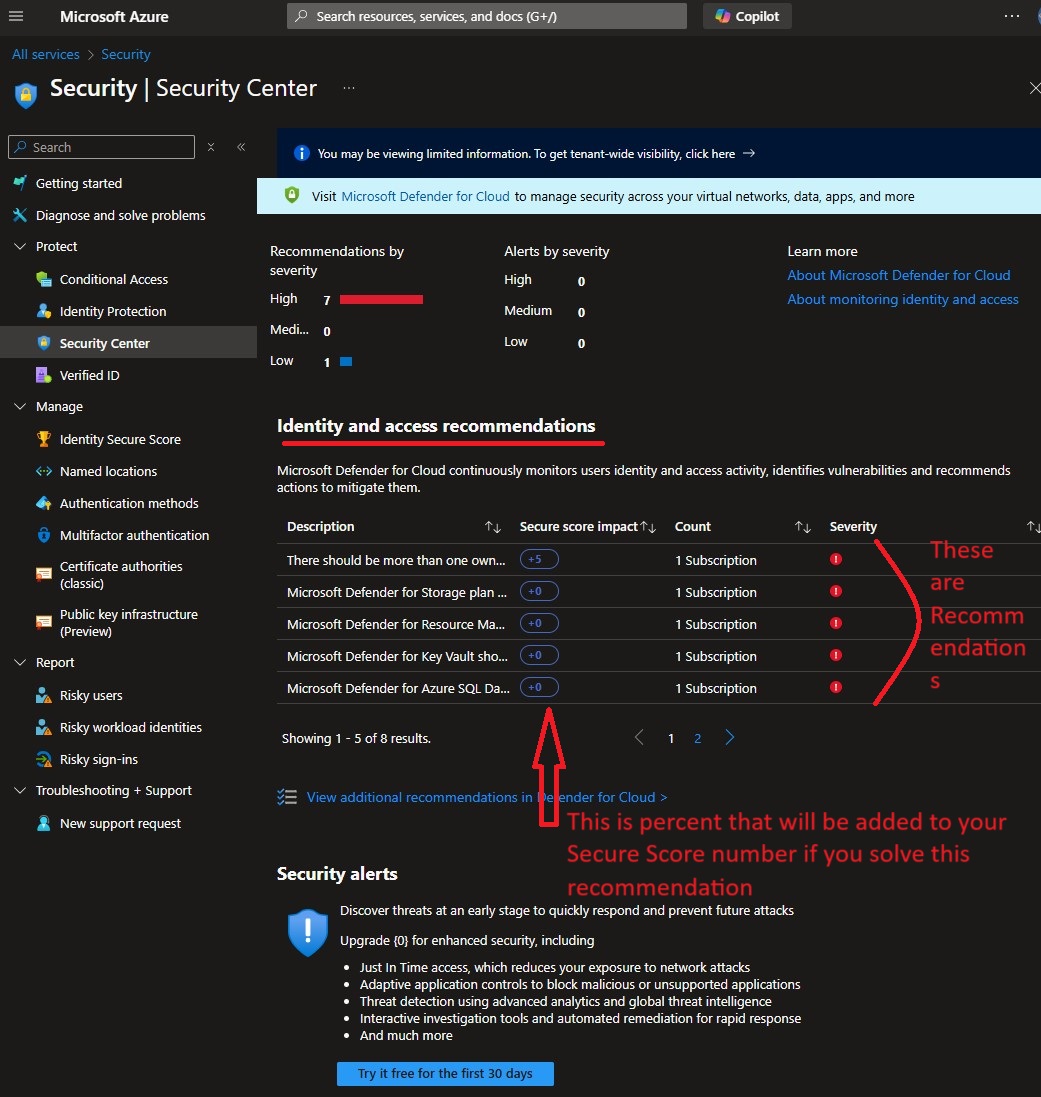 Microsoft Azure
Search resources, services, and docs (G+/)
Copilot
All services > Security
Security | Security Center
Search
Getting started
Diagnose and solve problems
Protect
Conditional Access
Identity Protection
Security Center
Verified ID
Manage
Identity Secure Score
Named locations
Authentication methods
Multifactor authentication
Certificate authorities
(classic)
Public key infrastructure
(Preview)
Report
Risky users
Risky workload identities
Risky sign-ins
Troubleshooting + Support
New support request
You may be viewing limited information. To get tenant-wide visibility, click here →
Visit Microsoft Defender for Cloud to manage security across your virtual networks, data, apps, and more
Recommendations by
severity
High 7
Medi... 0
Low 1
Alerts by severity
High 0
Medium 0
Low 0
Learn more
About Microsoft Defender for Cloud
About monitoring identity and access
Identity and access recommendations
Microsoft Defender for Cloud continuously monitors users identity and access activity, identifies vulnerabilities and recommends
actions to mitigate them.
Description Secure score impact Count Severity
There should be more than one own... +5 1 Subscription
Microsoft Defender for Storage plan ... +0 1 Subscription
Microsoft Defender for Resource Ma... +0 1 Subscription
Microsoft Defender for Key Vault sho... +0 1 Subscription
Microsoft Defender for Azure SQL Da... +0 1 Subscription
These
are
Recomm
endation
s
Showing 1 - 5 of 8 results.
1 2
View additional recommendations in Defender for Cloud >
This is percent that will be added to your
Secure Score number if you solve this
recommendation
Security alerts
Discover threats at an early stage to quickly respond and prevent future attacks
Upgrade {0} for enhanced security, including
• Just In Time access, which reduces your exposure to network attacks
• Adaptive application controls to block malicious or unsupported applications
• Threat detection using advanced analytics and global threat intelligence
• Interactive investigation tools and automated remediation for rapid response
• And much more
Try it free for the first 30 days